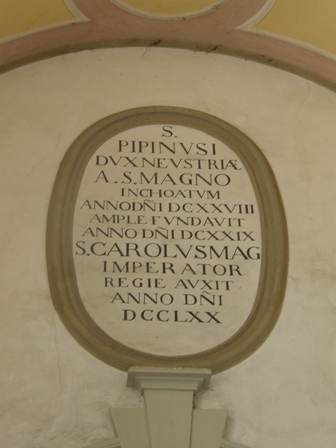 S.
PIPINUS I
DVX NEVSTRIÆ
A. S. MAGNO
INCHOATVM
ANNO DÑI DCXXVIII
AMPLE FVNDAVIT
ANNO DÑI DCXXIX
S. CAROLVS MAG
IMPERATOR
REGIE AVXIT
ANNO DÑI
DCCLXX